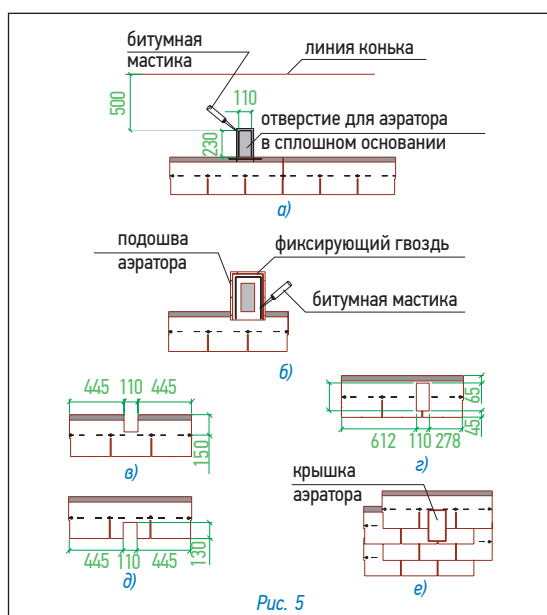 битумная
мастика
линия конька
500
110
230
отверстие для аэратора
в сплошном основании
а)
подошва
аэратора
фиксирующий гвоздь
битумная мастика
б)
445 110 445
150
в)
65
45
612 110 278
г)
130
445 110 445
д)
крышка
аэратора
е)
Рис. 5